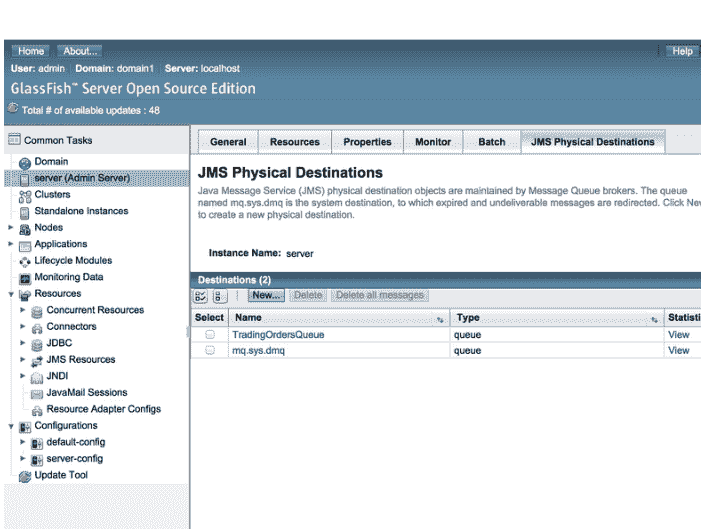 Home About... Help
User: admin Domain: domain1 Server: localhost
GlassFish™ Server Open Source Edition
Total # of available updates : 48
Common Tasks
Domain
server (Admin Server)
Clusters
Standalone Instances
Nodes
Applications
Lifecycle Modules
Monitoring Data
Resources
Concurrent Resources
Connectors
JDBC
JMS Resources
JNDI
JavaMail Sessions
Resource Adapter Configs
Configurations
default-config
server-config
Update Tool
General Resources Properties Monitor Batch JMS Physical Destinations
JMS Physical Destinations
Java Message Service (JMS) physical destination objects are maintained by Message Queue brokers. The queue
named mq.sys.dmq is the system destination, to which expired and undeliverable messages are redirected. Click Nev
to create a new physical destination.
Instance Name: server
Destinations (2)
New... Delete Delete all messages
Select Name Type Statisti
TradingOrdersQueue queue View
mq.sys.dmq queue View